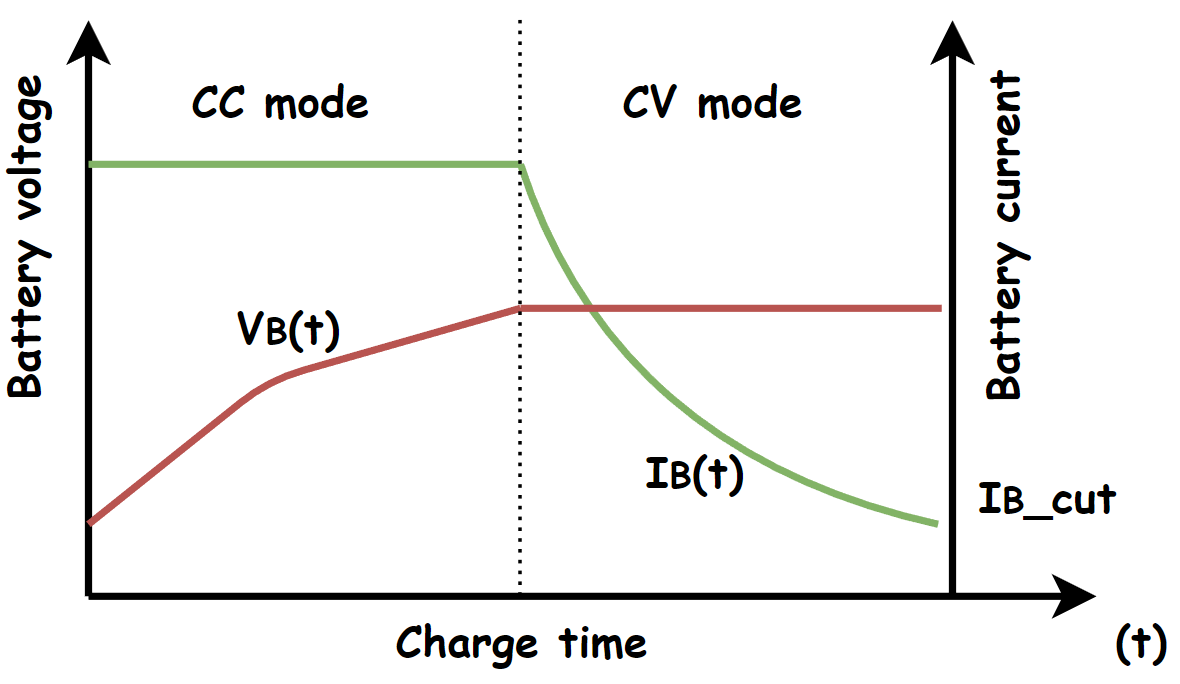 CC mode
CV mode
Battery voltage
Battery current
VB(t)
IB(t)
IB_cut
Charge time
(t)